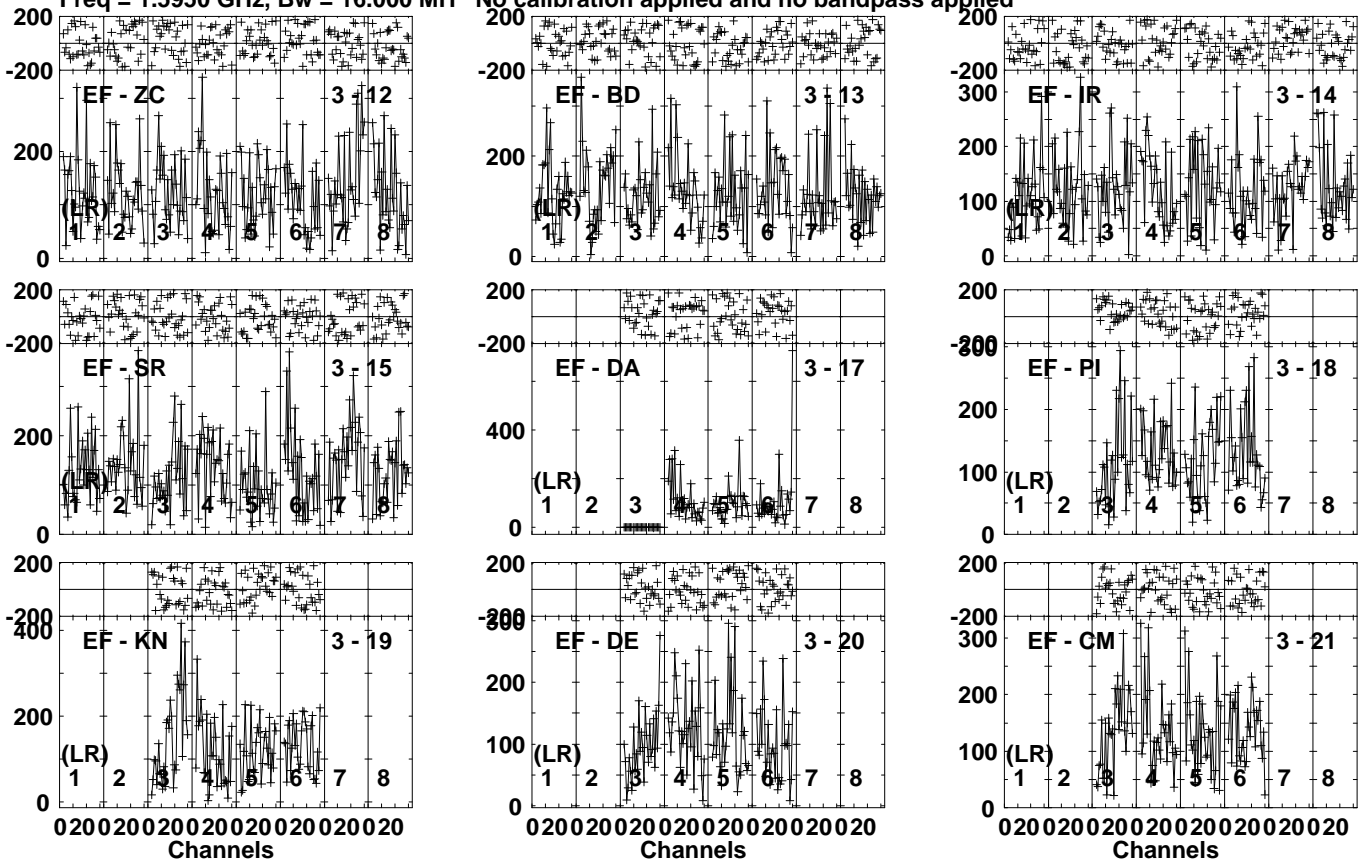 Freq = 1.5950 GHz, Bw = 16.000 MH No calibration applied and no bandpass applied
200 200 200
-200 -200 -200
EF - ZC 3 - 12 EF - BD 3 - 13 EF - IR 3 - 14
300
200 200 200
100
(LR) (LR) (LR)
1 2 3 4 5 6 7 8 1 2 3 4 5 6 7 8 1 2 3 4 5 6 7 8
0 0 0
200 200 200
-200 -200 -200
300
EF - SR 3 - 15 EF - DA 3 - 17 EF - PI 3 - 18
200 400 200
100
(LR) (LR) (LR)
1 2 3 4 5 6 7 8 1 2 3 4 5 6 7 8 1 2 3 4 5 6 7 8
0 0 0
200 200 200
-200 -200 -200
400 300 300
EF - KN 3 - 19 EF - DE 3 - 20 EF - CM 3 - 21
200 200 200
100 100
(LR) (LR) (LR)
1 2 3 4 5 6 7 8 1 2 3 4 5 6 7 8 1 2 3 4 5 6 7 8
0 0 0
0 20 0 20 0 20 0 20 0 20 0 20 0 20 0 20 0 20 0 20 0 20 0 20 0 20 0 20 0 20 0 20 0 20 0 20 0 20 0 20 0 20 0 20 0 20 0 20
Channels Channels Channels